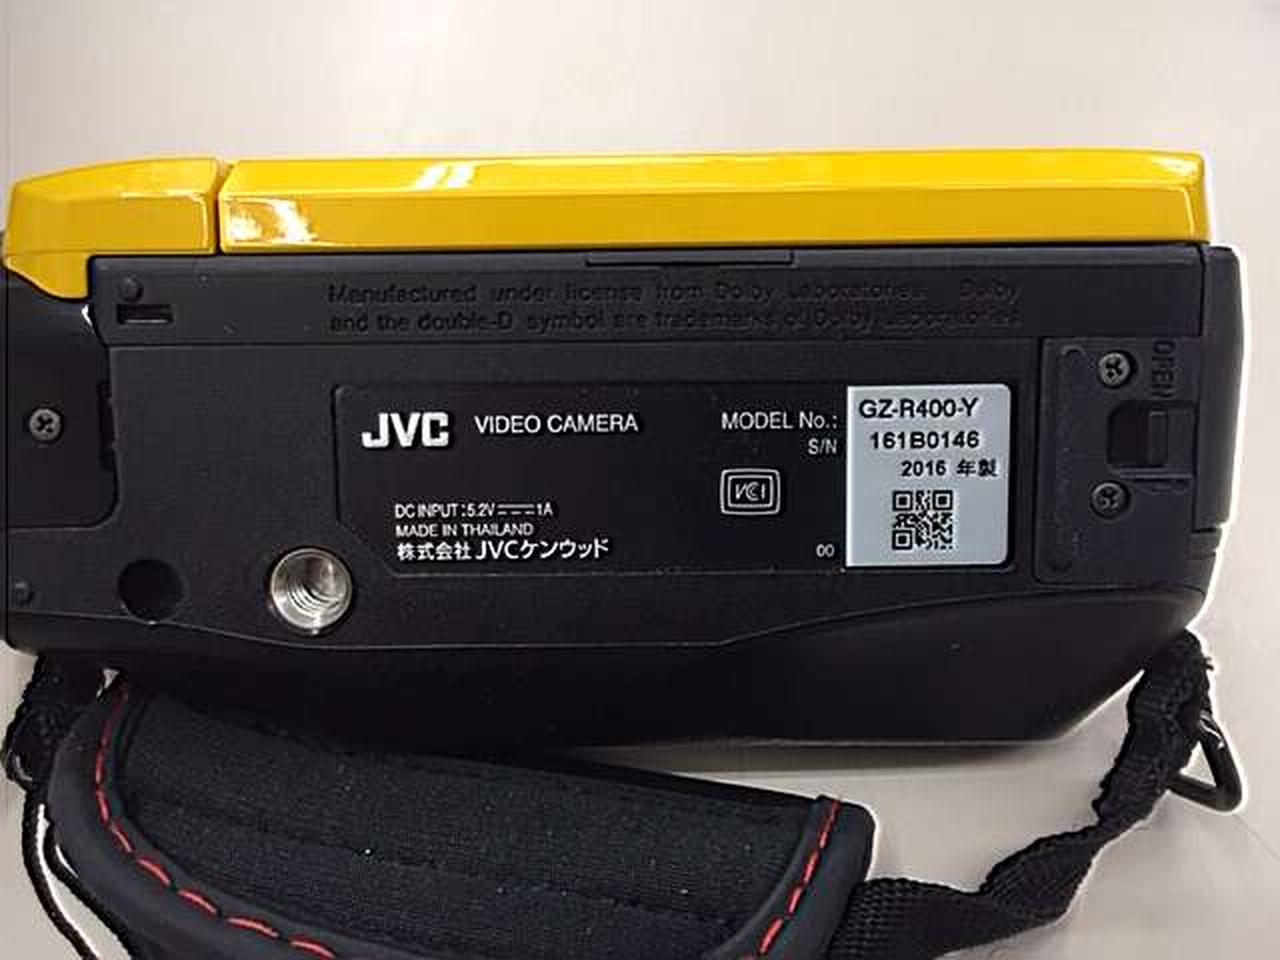 Manufactured under license from Dolby Laboratories. Dolby
and the double-D symbol are trademarks of Dolby Laboratories.
OPEN
JVC VIDEO CAMERA
MODEL No.: GZ-R400-Y
S/N 161B0146
2016 年製
VCI
DC INPUT : 5.2V 1A
MADE IN THAILAND
株式会社 JVCケンウッド
00